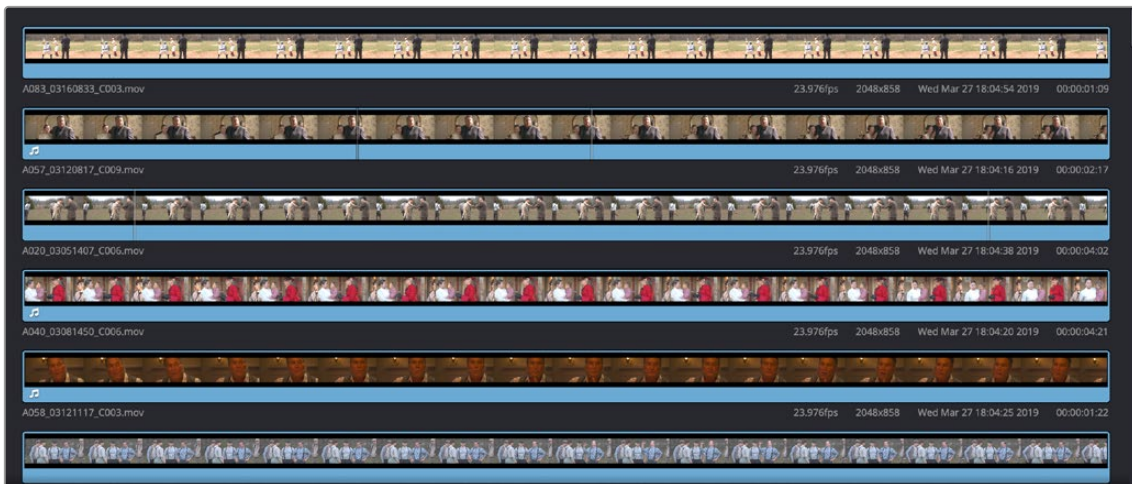 A083_03160833_C003.mov 23.976fps 2048x858 Wed Mar 27 18:04:54 2019 00:00:01:09
A057_03120817_C009.mov 23.976fps 2048x858 Wed Mar 27 18:04:16 2019 00:00:02:17
A020_03051407_C006.mov 23.976fps 2048x858 Wed Mar 27 18:04:38 2019 00:00:04:02
A040_03081450_C006.mov 23.976fps 2048x858 Wed Mar 27 18:04:20 2019 00:00:04:21
A058_03121117_C003.mov 23.976fps 2048x858 Wed Mar 27 18:04:25 2019 00:00:01:22